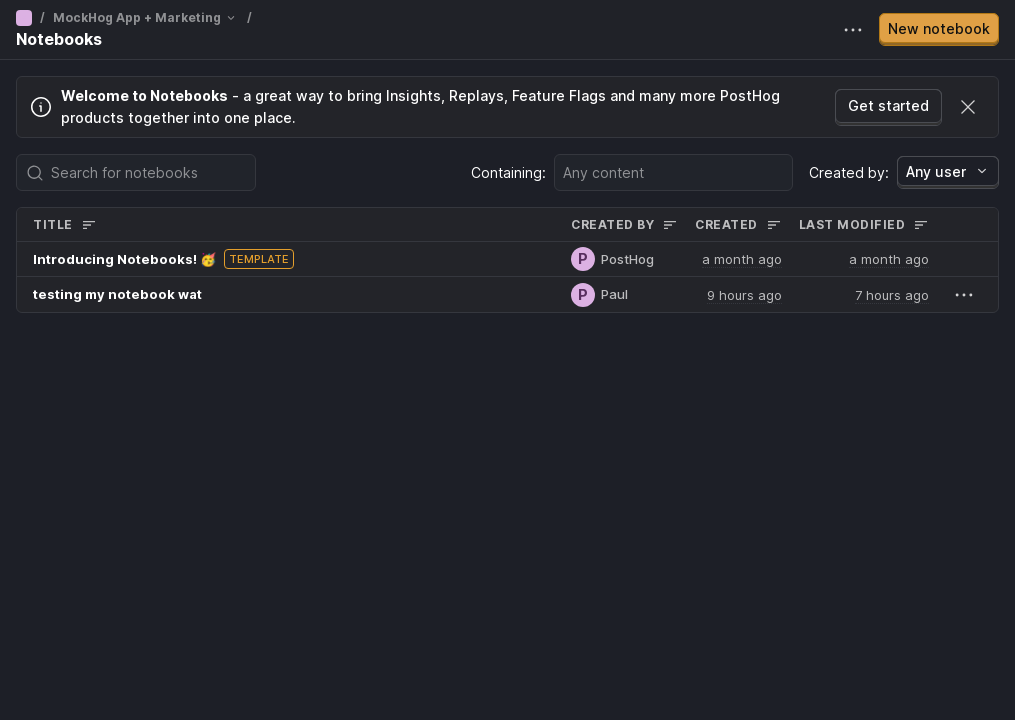 / MockHog App + Marketing /
Notebooks
New notebook
Welcome to Notebooks - a great way to bring Insights, Replays, Feature Flags and many more PostHog
products together into one place.
Get started
Search for notebooks
Containing: Any content
Created by: Any user
TITLE CREATED BY CREATED LAST MODIFIED
Introducing Notebooks! 🥳 TEMPLATE P PostHog a month ago a month ago
testing my notebook wat P Paul 9 hours ago 7 hours ago